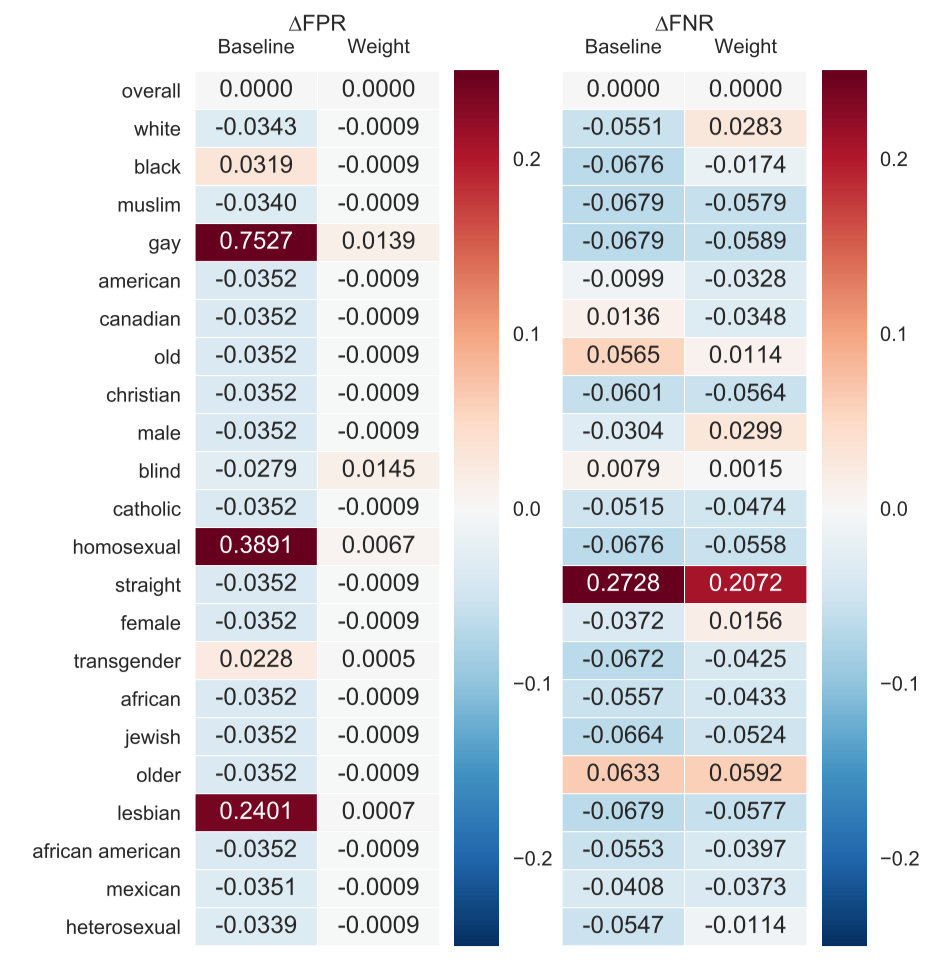 ΔFPR ΔFNR
Baseline Weight Baseline Weight
overall 0.0000 0.0000 0.0000 0.0000
white -0.0343 -0.0009 -0.0551 0.0283
black 0.0319 -0.0009 0.2 -0.0676 -0.0174 0.2
muslim -0.0340 -0.0009 -0.0679 -0.0579
gay 0.7527 0.0139 -0.0679 -0.0589
american -0.0352 -0.0009 -0.0099 -0.0328
canadian -0.0352 -0.0009 0.1 0.0136 -0.0348 0.1
old -0.0352 -0.0009 0.0565 0.0114
christian -0.0352 -0.0009 -0.0601 -0.0564
male -0.0352 -0.0009 -0.0304 0.0299
blind -0.0279 0.0145 0.0079 0.0015
catholic -0.0352 -0.0009 0.0 -0.0515 -0.0474 0.0
homosexual 0.3891 0.0067 -0.0676 -0.0558
straight -0.0352 -0.0009 0.2728 0.2072
female -0.0352 -0.0009 -0.0372 0.0156
transgender 0.0228 0.0005 -0.0672 -0.0425
african -0.0352 -0.0009 −0.1 -0.0557 -0.0433 −0.1
jewish -0.0352 -0.0009 -0.0664 -0.0524
older -0.0352 -0.0009 0.0633 0.0592
lesbian 0.2401 0.0007 -0.0679 -0.0577
african american -0.0352 -0.0009 −0.2 -0.0553 -0.0397 −0.2
mexican -0.0351 -0.0009 -0.0408 -0.0373
heterosexual -0.0339 -0.0009 -0.0547 -0.0114